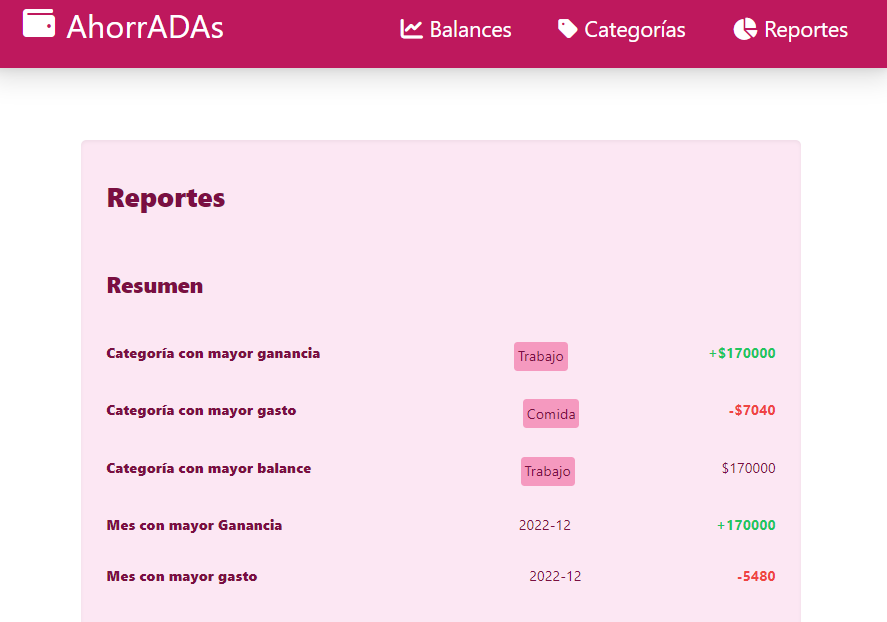 AhorrADAs Balances Categorías Reportes
Reportes
Resumen
Categoría con mayor ganancia Trabajo +$170000
Categoría con mayor gasto Comida -$7040
Categoría con mayor balance Trabajo $170000
Mes con mayor Ganancia 2022-12 +170000
Mes con mayor gasto 2022-12 -5480